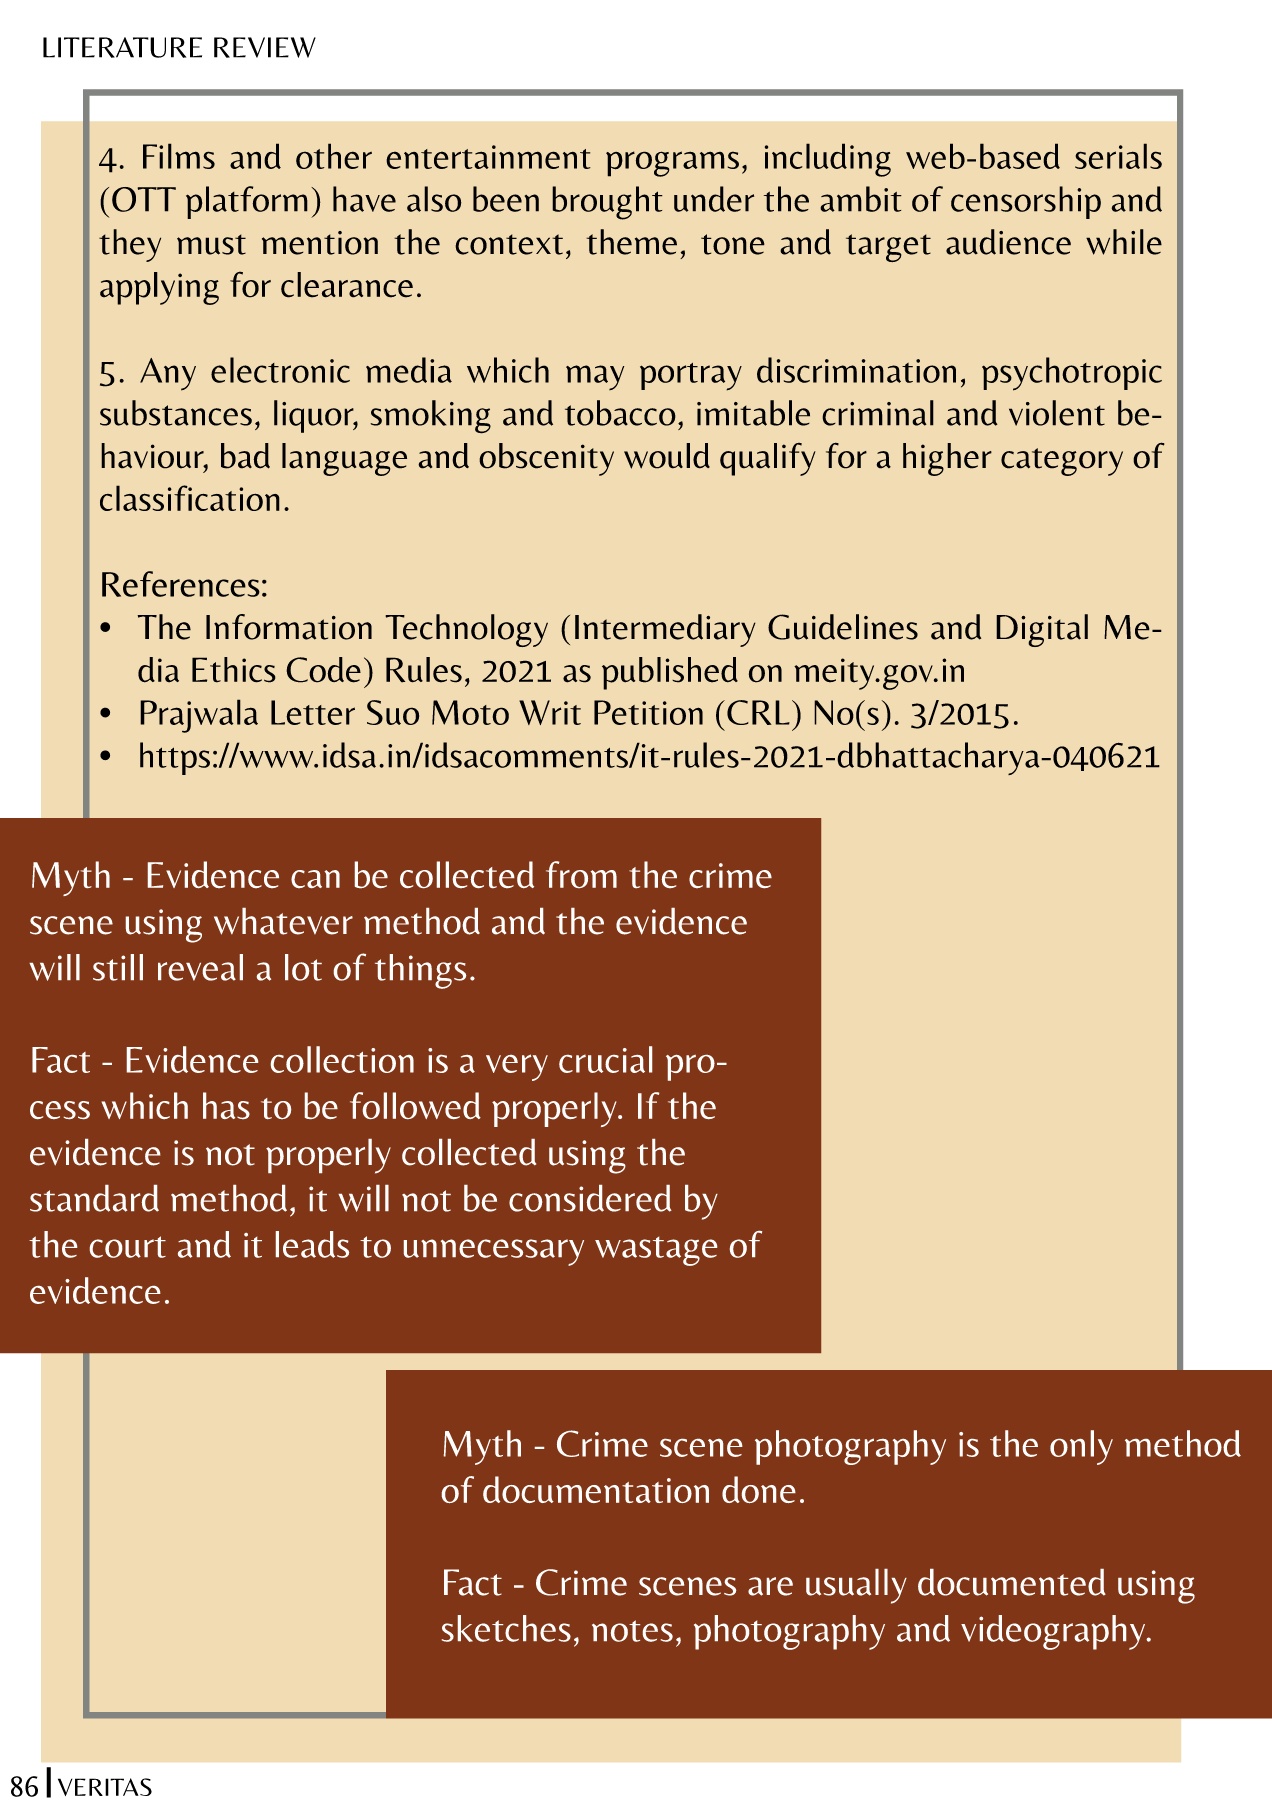 LITERATURE REVIEW
4. Films and other entertainment programs, including web-based serials
(OTT platform) have also been brought under the ambit of censorship and
they must mention the context, theme, tone and target audience while
applying for clearance.
5. Any electronic media which may portray discrimination, psychotropic
substances, liquor, smoking and tobacco, imitable criminal and violent be-
haviour, bad language and obscenity would qualify for a higher category of
classification.
References:
• The Information Technology (Intermediary Guidelines and Digital Me-
dia Ethics Code) Rules, 2021 as published on meity.gov.in
• Prajwala Letter Suo Moto Writ Petition (CRL) No(s). 3/2015.
• https://www.idsa.in/idsacomments/it-rules-2021-dbhattacharya-040621
Myth - Evidence can be collected from the crime
scene using whatever method and the evidence
will still reveal a lot of things.
Fact - Evidence collection is a very crucial pro-
cess which has to be followed properly. If the
evidence is not properly collected using the
standard method, it will not be considered by
the court and it leads to unnecessary wastage of
evidence.
Myth - Crime scene photography is the only method
of documentation done.
Fact - Crime scenes are usually documented using
sketches, notes, photography and videography.
86 VERITAS